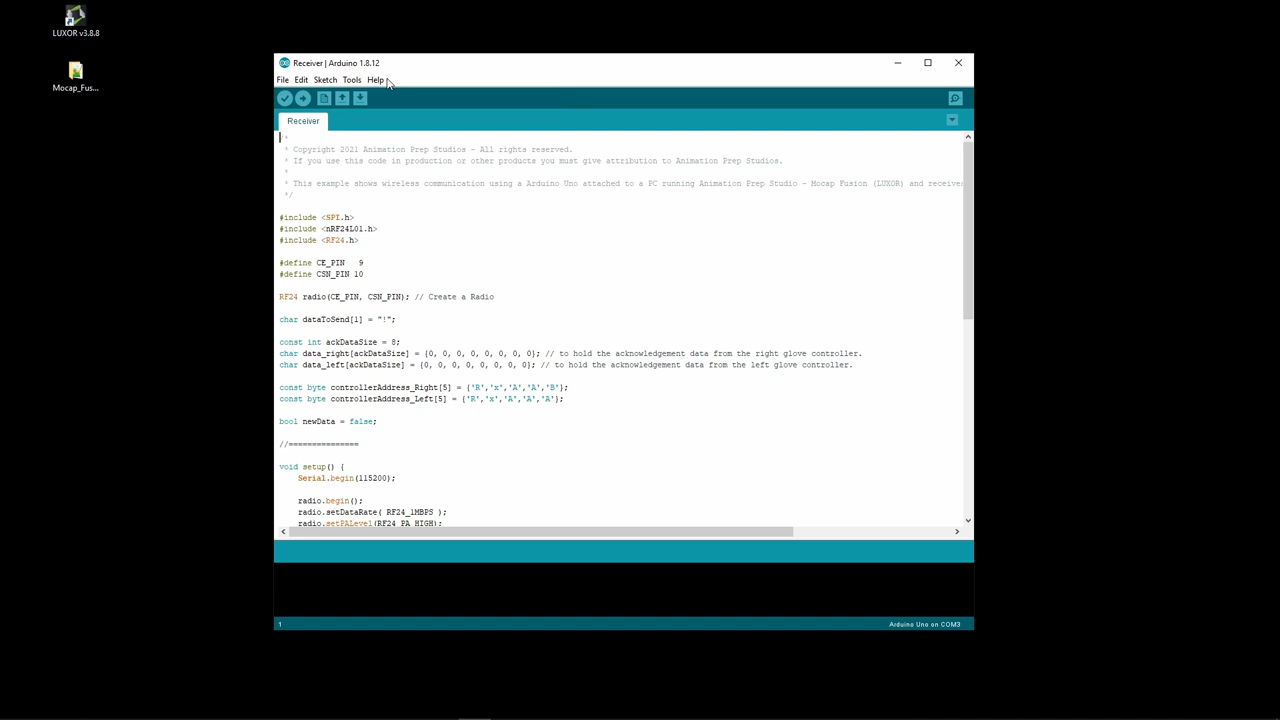 LUXOR v3.8.8
Mocap_Fus...
Receiver | Arduino 1.8.12
File Edit Sketch Tools Help
Receiver
/*
* Copyright 2021 Animation Prep Studios - All rights reserved.
* If you use this code in production or other products you must give attribution to Animation Prep Studios.
*
* This example shows wireless communication using a Arduino Uno attached to a PC running Animation Prep Studio - Mocap Fusion (LUXOR) and receives
*/
#include <SPI.h>
#include <nRF24L01.h>
#include <RF24.h>
#define CE_PIN   9
#define CSN_PIN 10
RF24 radio(CE_PIN, CSN_PIN); // Create a Radio
char dataToSend[1] = "!";
const int ackDataSize = 8;
char data_right[ackDataSize] = {0, 0, 0, 0, 0, 0, 0, 0}; // to hold the acknowledgement data from the right glove controller.
char data_left[ackDataSize] = {0, 0, 0, 0, 0, 0, 0, 0}; // to hold the acknowledgement data from the left glove controller.
const byte controllerAddress_Right[5] = {'R','x','A','A','B'};
const byte controllerAddress_Left[5] = {'R','x','A','A','A'};
bool newData = false;
//===============
void setup() {
Serial.begin(115200);
radio.begin();
radio.setDataRate( RF24_1MBPS );
radio.setPALevel(RF24_PA_HIGH);
1
Arduino Uno on COM3